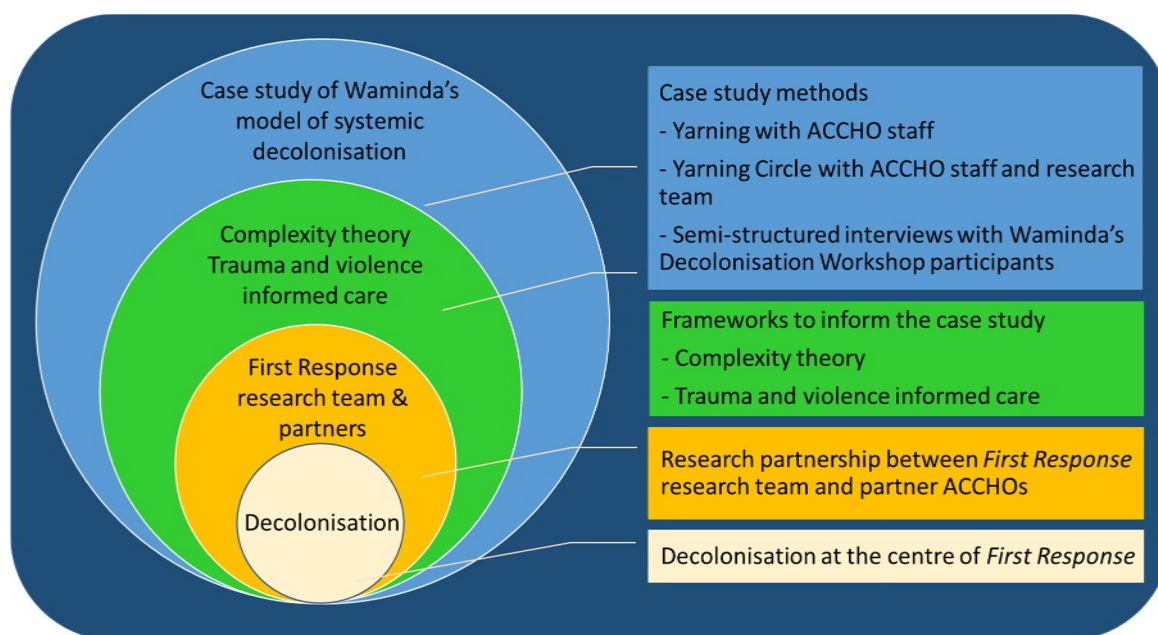 Case study of Waminda's
model of systemic
decolonisation
Complexity theory
Trauma and violence
informed care
First Response
research team &
partners
Decolonisation
Case study methods
- Yarning with ACCHO staff
- Yarning Circle with ACCHO staff and research
team
- Semi-structured interviews with Waminda's
Decolonisation Workshop participants
Frameworks to inform the case study
- Complexity theory
- Trauma and violence informed care
Research partnership between First Response
research team and partner ACCHOs
Decolonisation at the centre of First Response